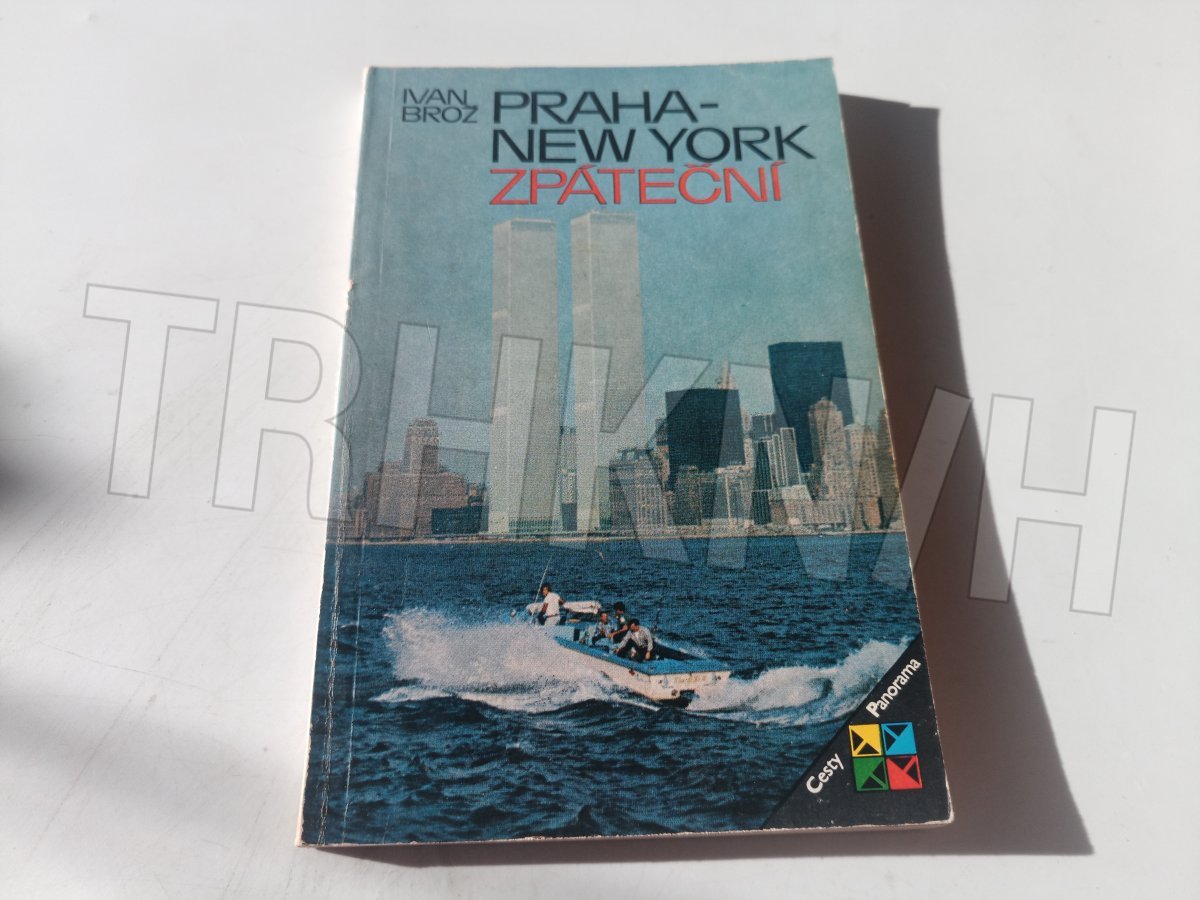 IVAN
BROŽ
PRAHA-
NEW YORK
ZPÁTEČNÍ
TRHKNIH
Cesty
Panorama